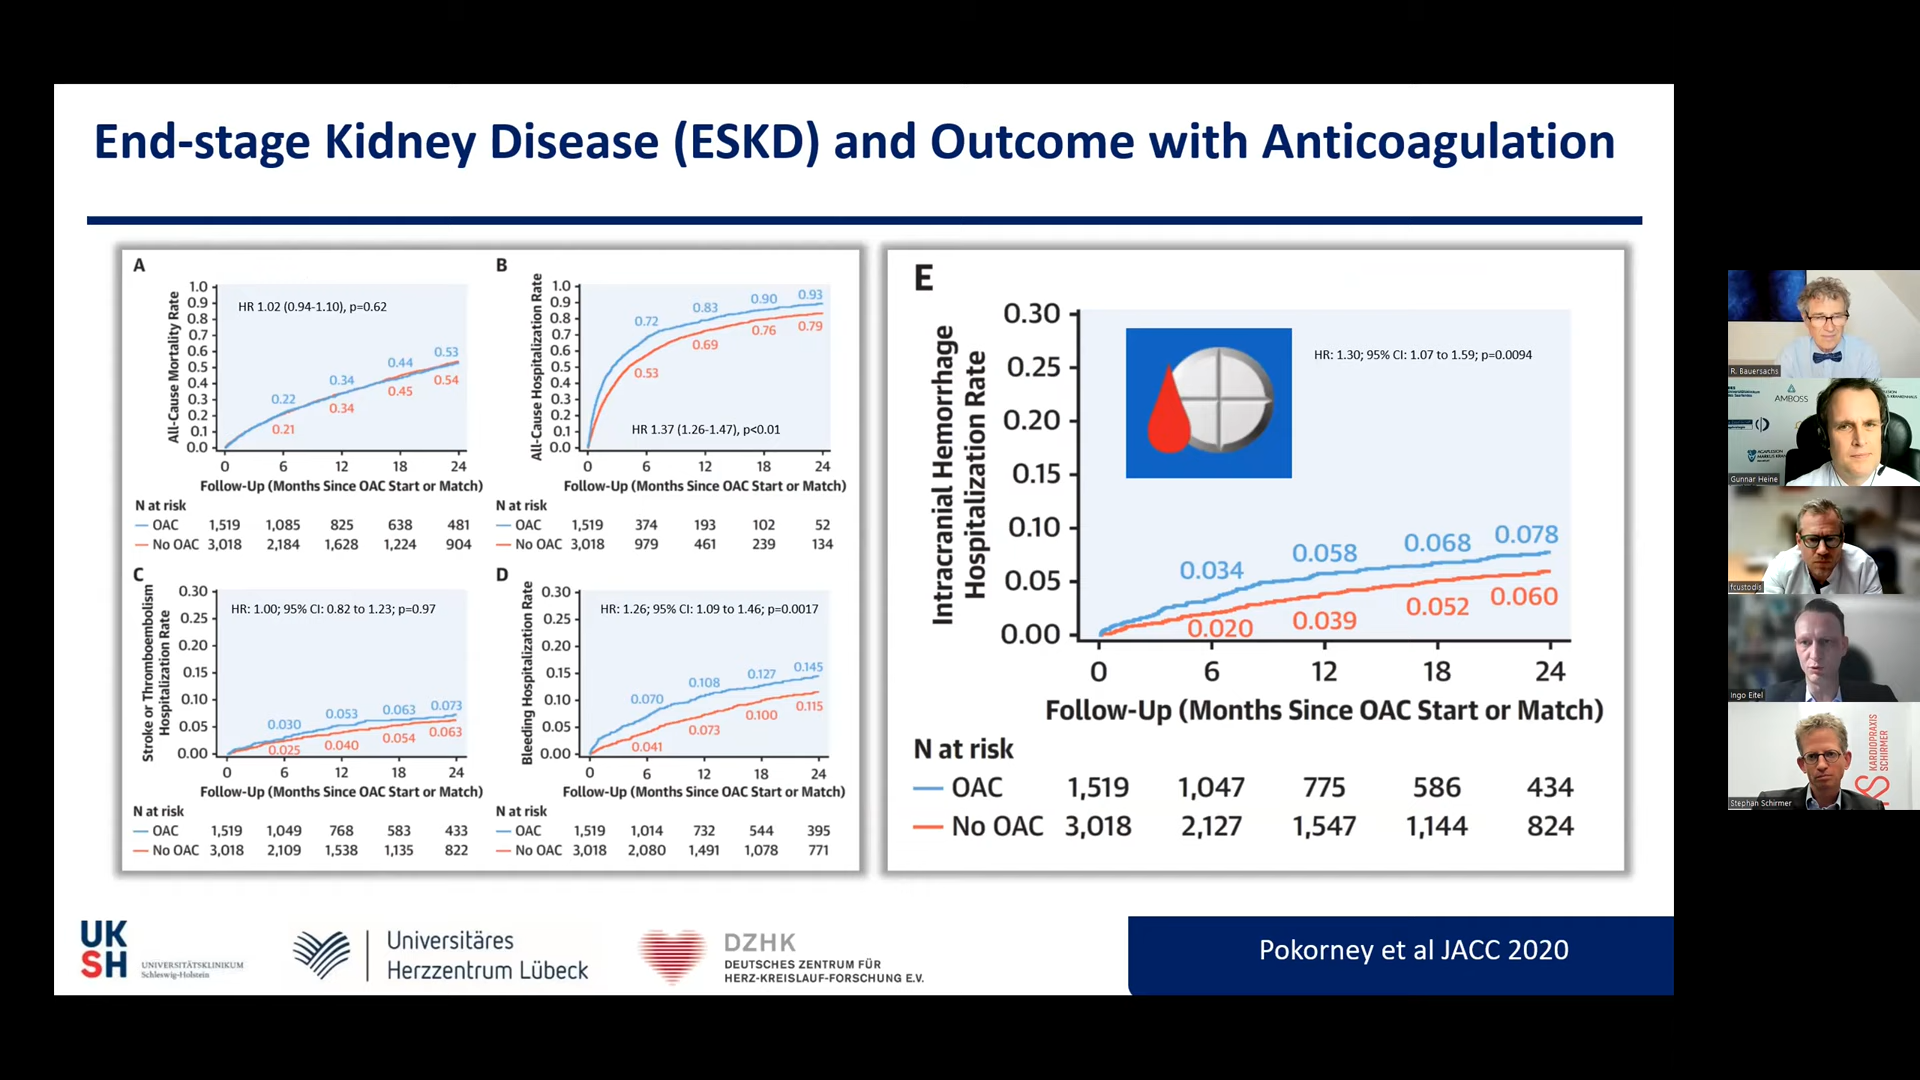 End-stage Kidney Disease (ESKD) and Outcome with Anticoagulation
A
All-Cause Mortality Rate
1.0
0.9
0.8
0.7
0.6
0.5
0.4
0.3
0.2
0.1
0.0
HR 1.02 (0.94-1.10), p=0.62
0.22
0.34
0.44
0.53
0.21
0.34
0.45
0.54
0 6 12 18 24
Follow-Up (Months Since OAC Start or Match)
N at risk
OAC 1,519 1,085 825 638 481
No OAC 3,018 2,184 1,628 1,224 904
B
All-Cause Hospitalization Rate
1.0
0.9
0.8
0.7
0.6
0.5
0.4
0.3
0.2
0.1
0.0
0.72
0.83
0.90
0.93
0.53
0.69
0.76
0.79
HR 1.37 (1.26-1.47), p<0.01
0 6 12 18 24
Follow-Up (Months Since OAC Start or Match)
N at risk
OAC 1,519 374 193 102 52
No OAC 3,018 979 461 239 134
C
Stroke or Thromboembolism
Hospitalization Rate
0.30
0.25
0.20
0.15
0.10
0.05
0.00
HR: 1.00; 95% CI: 0.82 to 1.23; p=0.97
0.030
0.053
0.063
0.073
0.025
0.040
0.054
0.063
0 6 12 18 24
Follow-Up (Months Since OAC Start or Match)
N at risk
OAC 1,519 1,049 768 583 433
No OAC 3,018 2,109 1,538 1,135 822
D
Bleeding Hospitalization Rate
0.30
0.25
0.20
0.15
0.10
0.05
0.00
HR: 1.26; 95% CI: 1.09 to 1.46; p=0.0017
0.070
0.108
0.127
0.145
0.041
0.073
0.100
0.115
0 6 12 18 24
Follow-Up (Months Since OAC Start or Match)
N at risk
OAC 1,519 1,014 732 544 395
No OAC 3,018 2,080 1,491 1,078 771
E
Intracranial Hemorrhage
Hospitalization Rate
0.30
0.25
0.20
0.15
0.10
0.05
0.00
HR: 1.30; 95% CI: 1.07 to 1.59; p=0.0094
0.034
0.058
0.068
0.078
0.020
0.039
0.052
0.060
0 6 12 18 24
Follow-Up (Months Since OAC Start or Match)
N at risk
OAC 1,519 1,047 775 586 434
No OAC 3,018 2,127 1,547 1,144 824
UK
SH
UNIVERSITÄTSKLINIKUM
Schleswig-Holstein
Universitäres
Herzzentrum Lübeck
DZHK
DEUTSCHES ZENTRUM FÜR
HERZ-KREISLAUF-FORSCHUNG E.V.
Pokorney et al JACC 2020
R. Bauersachs
AMBOSS
Gunnar Heine
fcustodis
Ingo Eitel
KARDIOPRAXIS
SCHIRMER
Stephan Schirmer